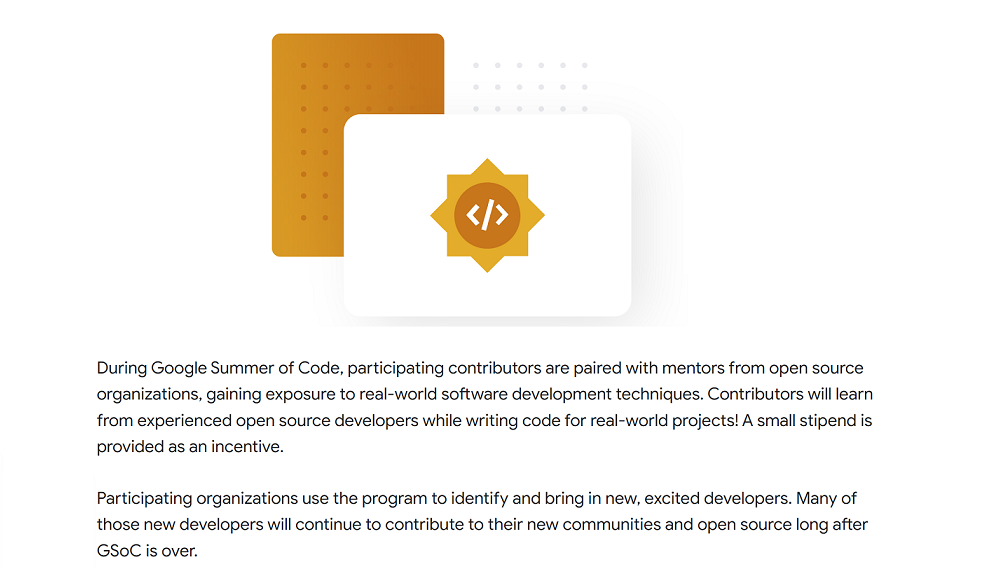 </>
During Google Summer of Code, participating contributors are paired with mentors from open source
organizations, gaining exposure to real-world software development techniques. Contributors will learn
from experienced open source developers while writing code for real-world projects! A small stipend is
provided as an incentive.
Participating organizations use the program to identify and bring in new, excited developers. Many of
those new developers will continue to contribute to their new communities and open source long after
GSoC is over.